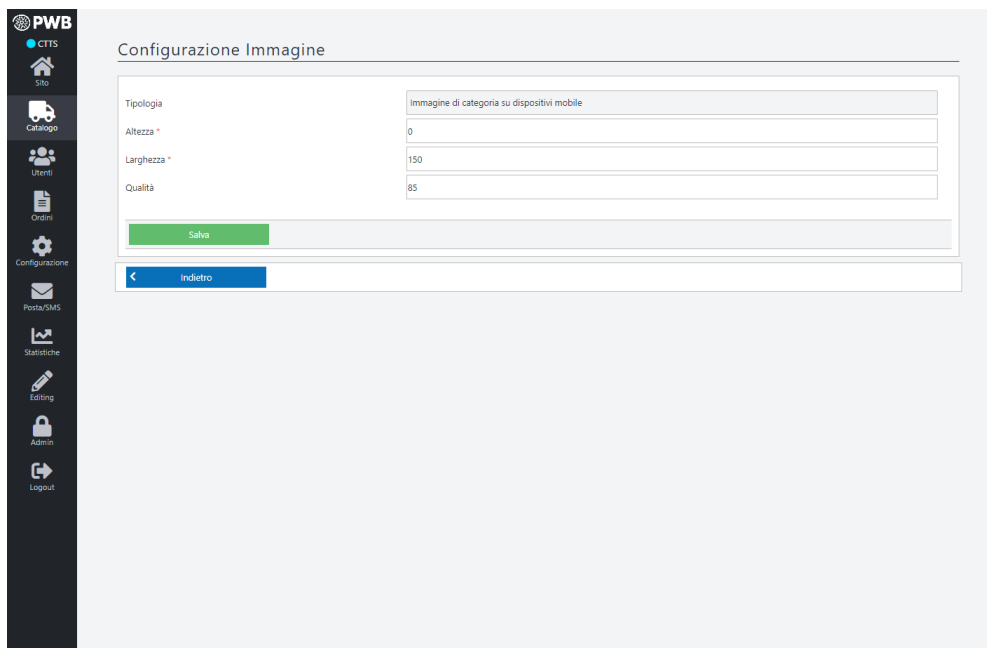 PWB
CTTS
Sito
Catalogo
Utenti
Ordini
Configurazione
Posta/SMS
Statistiche
Editing
Admin
Logout
Configurazione Immagine
Tipologia Immagine di categoria su dispositivi mobile
Altezza * 0
Larghezza * 150
Qualità 85
Salva
Indietro